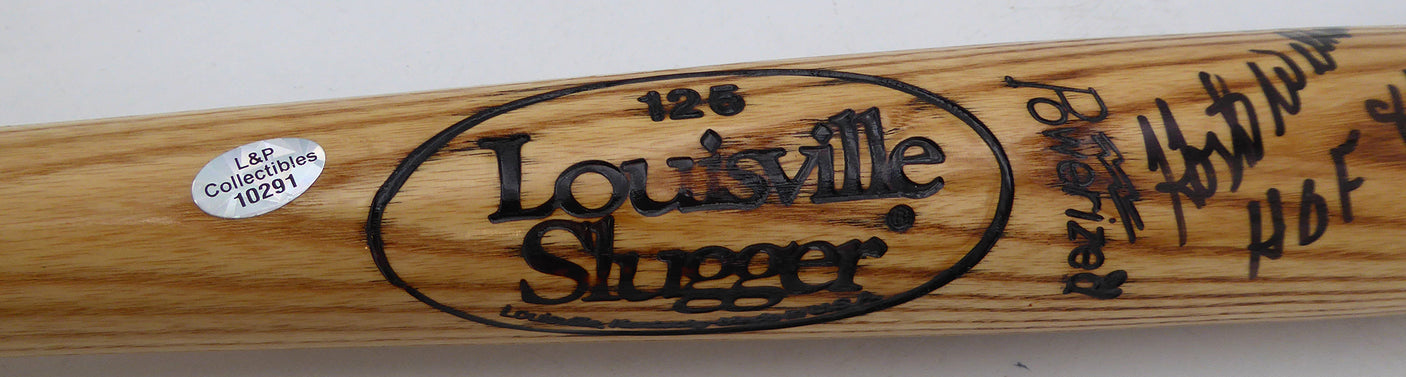 L&P
Collectibles
10291
125
Louisville
Slugger
®
Powerized
HOF